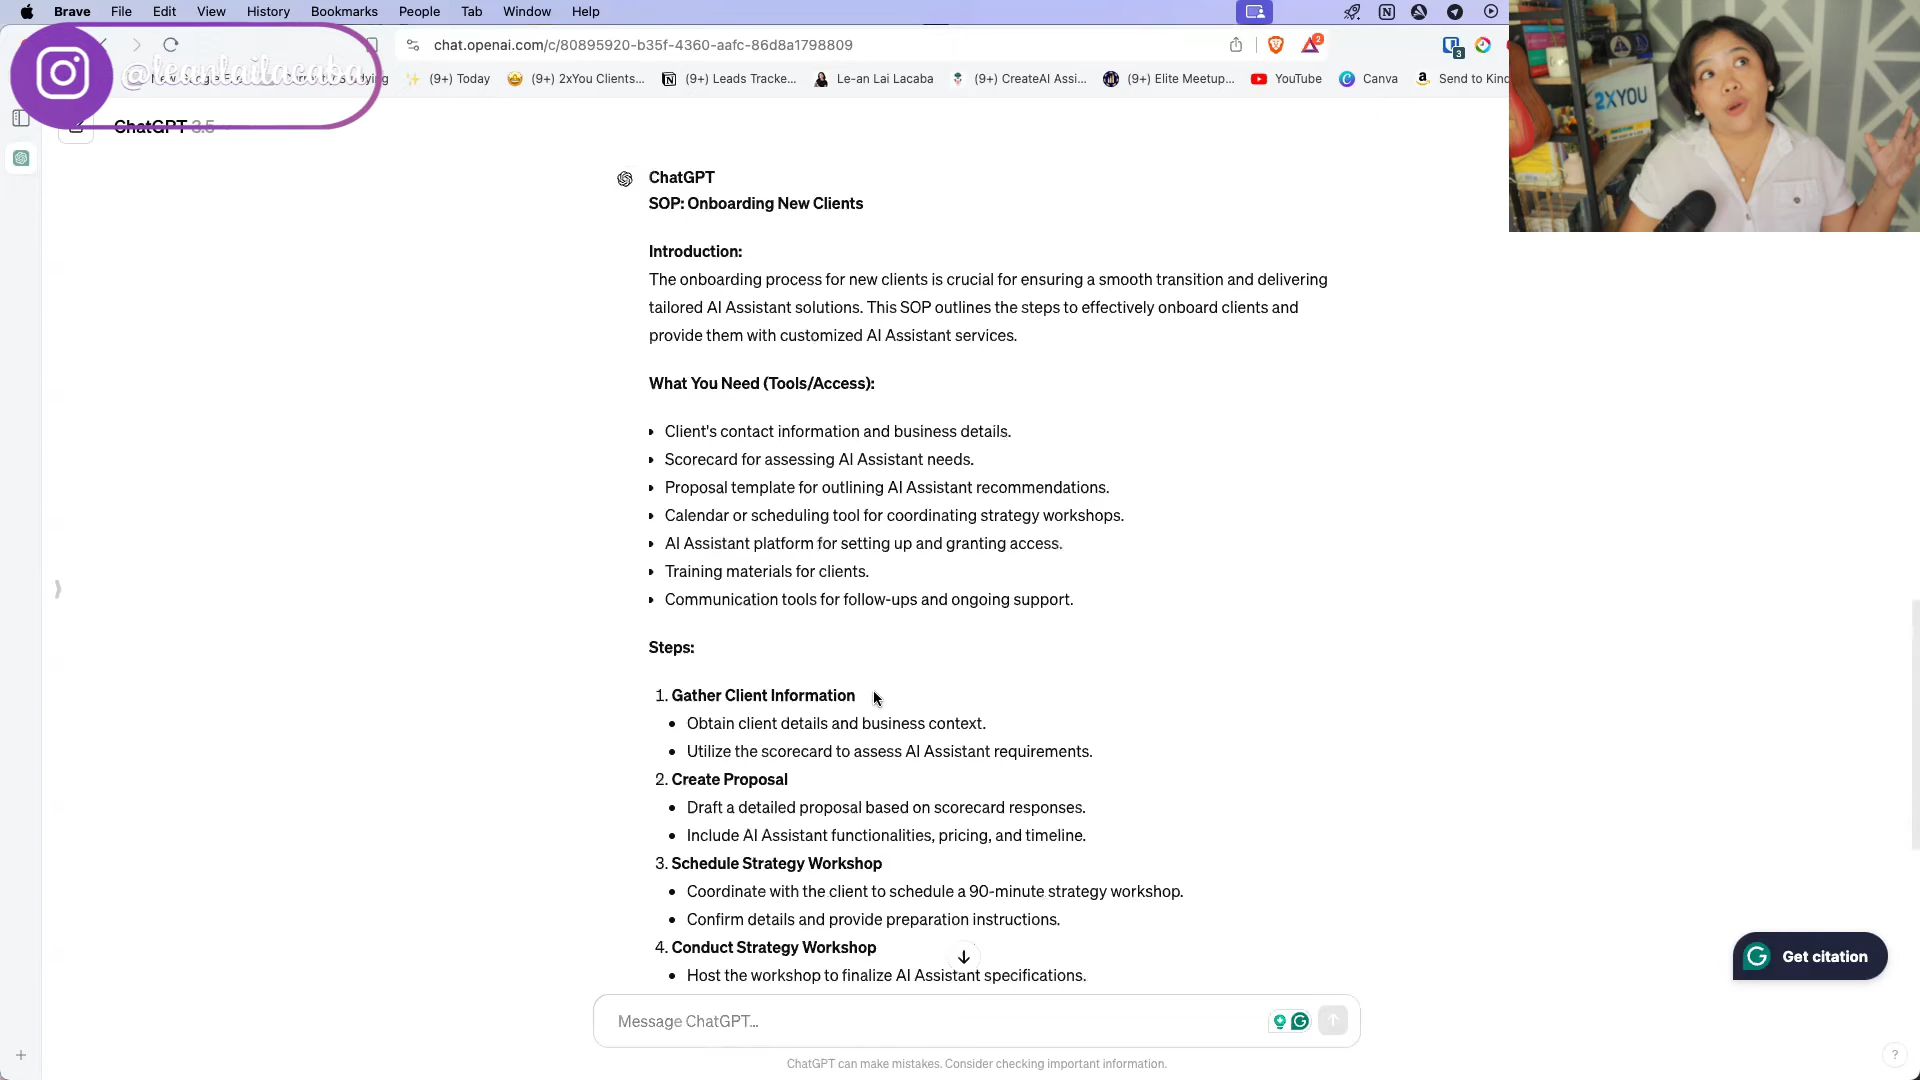 Brave File Edit View History Bookmarks People Tab Window Help
chat.openai.com/c/80895920-b35f-4360-aafc-86d8a1798809
2
3
@leanlailacaba
(9+) Today
(9+) 2xYou Clients...
(9+) Leads Tracke...
Le-an Lai Lacaba
(9+) CreateAI Assi...
(9+) Elite Meetup...
YouTube
Canva
Send to Kind
2XYOU
ChatGPT 3.5
ChatGPT
SOP: Onboarding New Clients
Introduction:
The onboarding process for new clients is crucial for ensuring a smooth transition and delivering
tailored AI Assistant solutions. This SOP outlines the steps to effectively onboard clients and
provide them with customized AI Assistant services.
What You Need (Tools/Access):
Client's contact information and business details.
Scorecard for assessing AI Assistant needs.
Proposal template for outlining AI Assistant recommendations.
Calendar or scheduling tool for coordinating strategy workshops.
AI Assistant platform for setting up and granting access.
Training materials for clients.
Communication tools for follow-ups and ongoing support.
Steps:
1. Gather Client Information
Obtain client details and business context.
Utilize the scorecard to assess AI Assistant requirements.
2. Create Proposal
Draft a detailed proposal based on scorecard responses.
Include AI Assistant functionalities, pricing, and timeline.
3. Schedule Strategy Workshop
Coordinate with the client to schedule a 90-minute strategy workshop.
Confirm details and provide preparation instructions.
4. Conduct Strategy Workshop
Host the workshop to finalize AI Assistant specifications.
Get citation
Message ChatGPT...
ChatGPT can make mistakes. Consider checking important information.
?